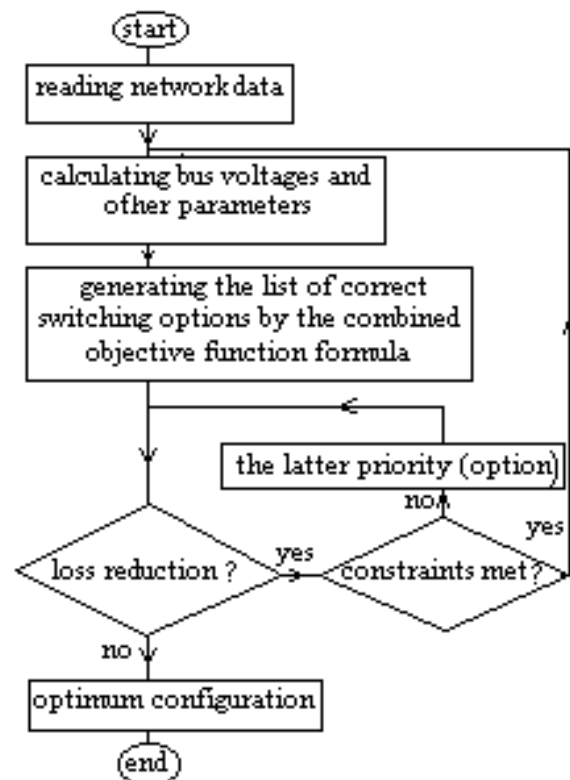 start
reading network data
calculating bus voltages and
other parameters
generating the list of correct
switching options by the combined
objective function formula
the latter priority (option)
no
yes
loss reduction ?
yes
constraints met?
no
optimum configuration
end